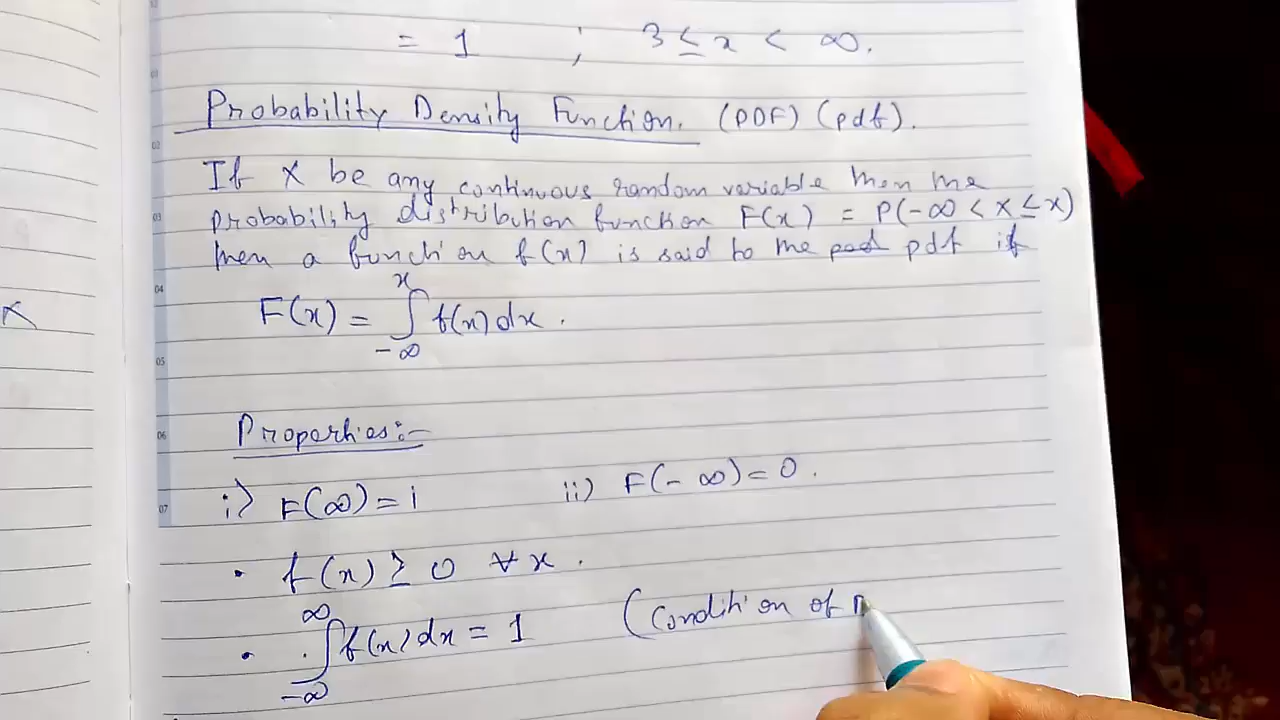 = 1 ; 3 ≤ x < ∞.
Probability Density Function. (PDF) (pdf).
If X be any continuous random variable then the
probability distribution function F(x) = P(-∞ < X ≤ x)
then a function f(x) is said to the pdf if
F(x) = ∫_{-∞}^{x} f(x) dx.
Properties:-
i) F(∞) = i ii) F(-∞) = 0.
• f(x) ≥ 0 ∀ x.
• ∫_{-∞}^{∞} f(x) dx = 1 (Condition of